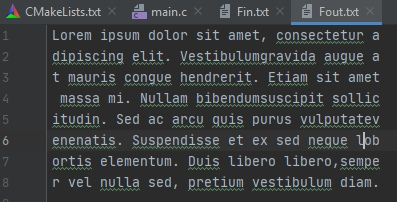 CMakeLists.txt main.c Fin.txt Fout.txt
1 Lorem ipsum dolor sit amet, consectetur a
2 dipiscing elit. Vestibulumgravida augue a
3 t mauris congue hendrerit. Etiam sit amet
4  massa mi. Nullam bibendumsuscipit sollic
5 itudin. Sed ac arcu quis purus vulputatev
6 enenatis. Suspendisse et ex sed neque lob
7 ortis elementum. Duis libero libero,sempe
8 r vel nulla sed, pretium vestibulum diam.